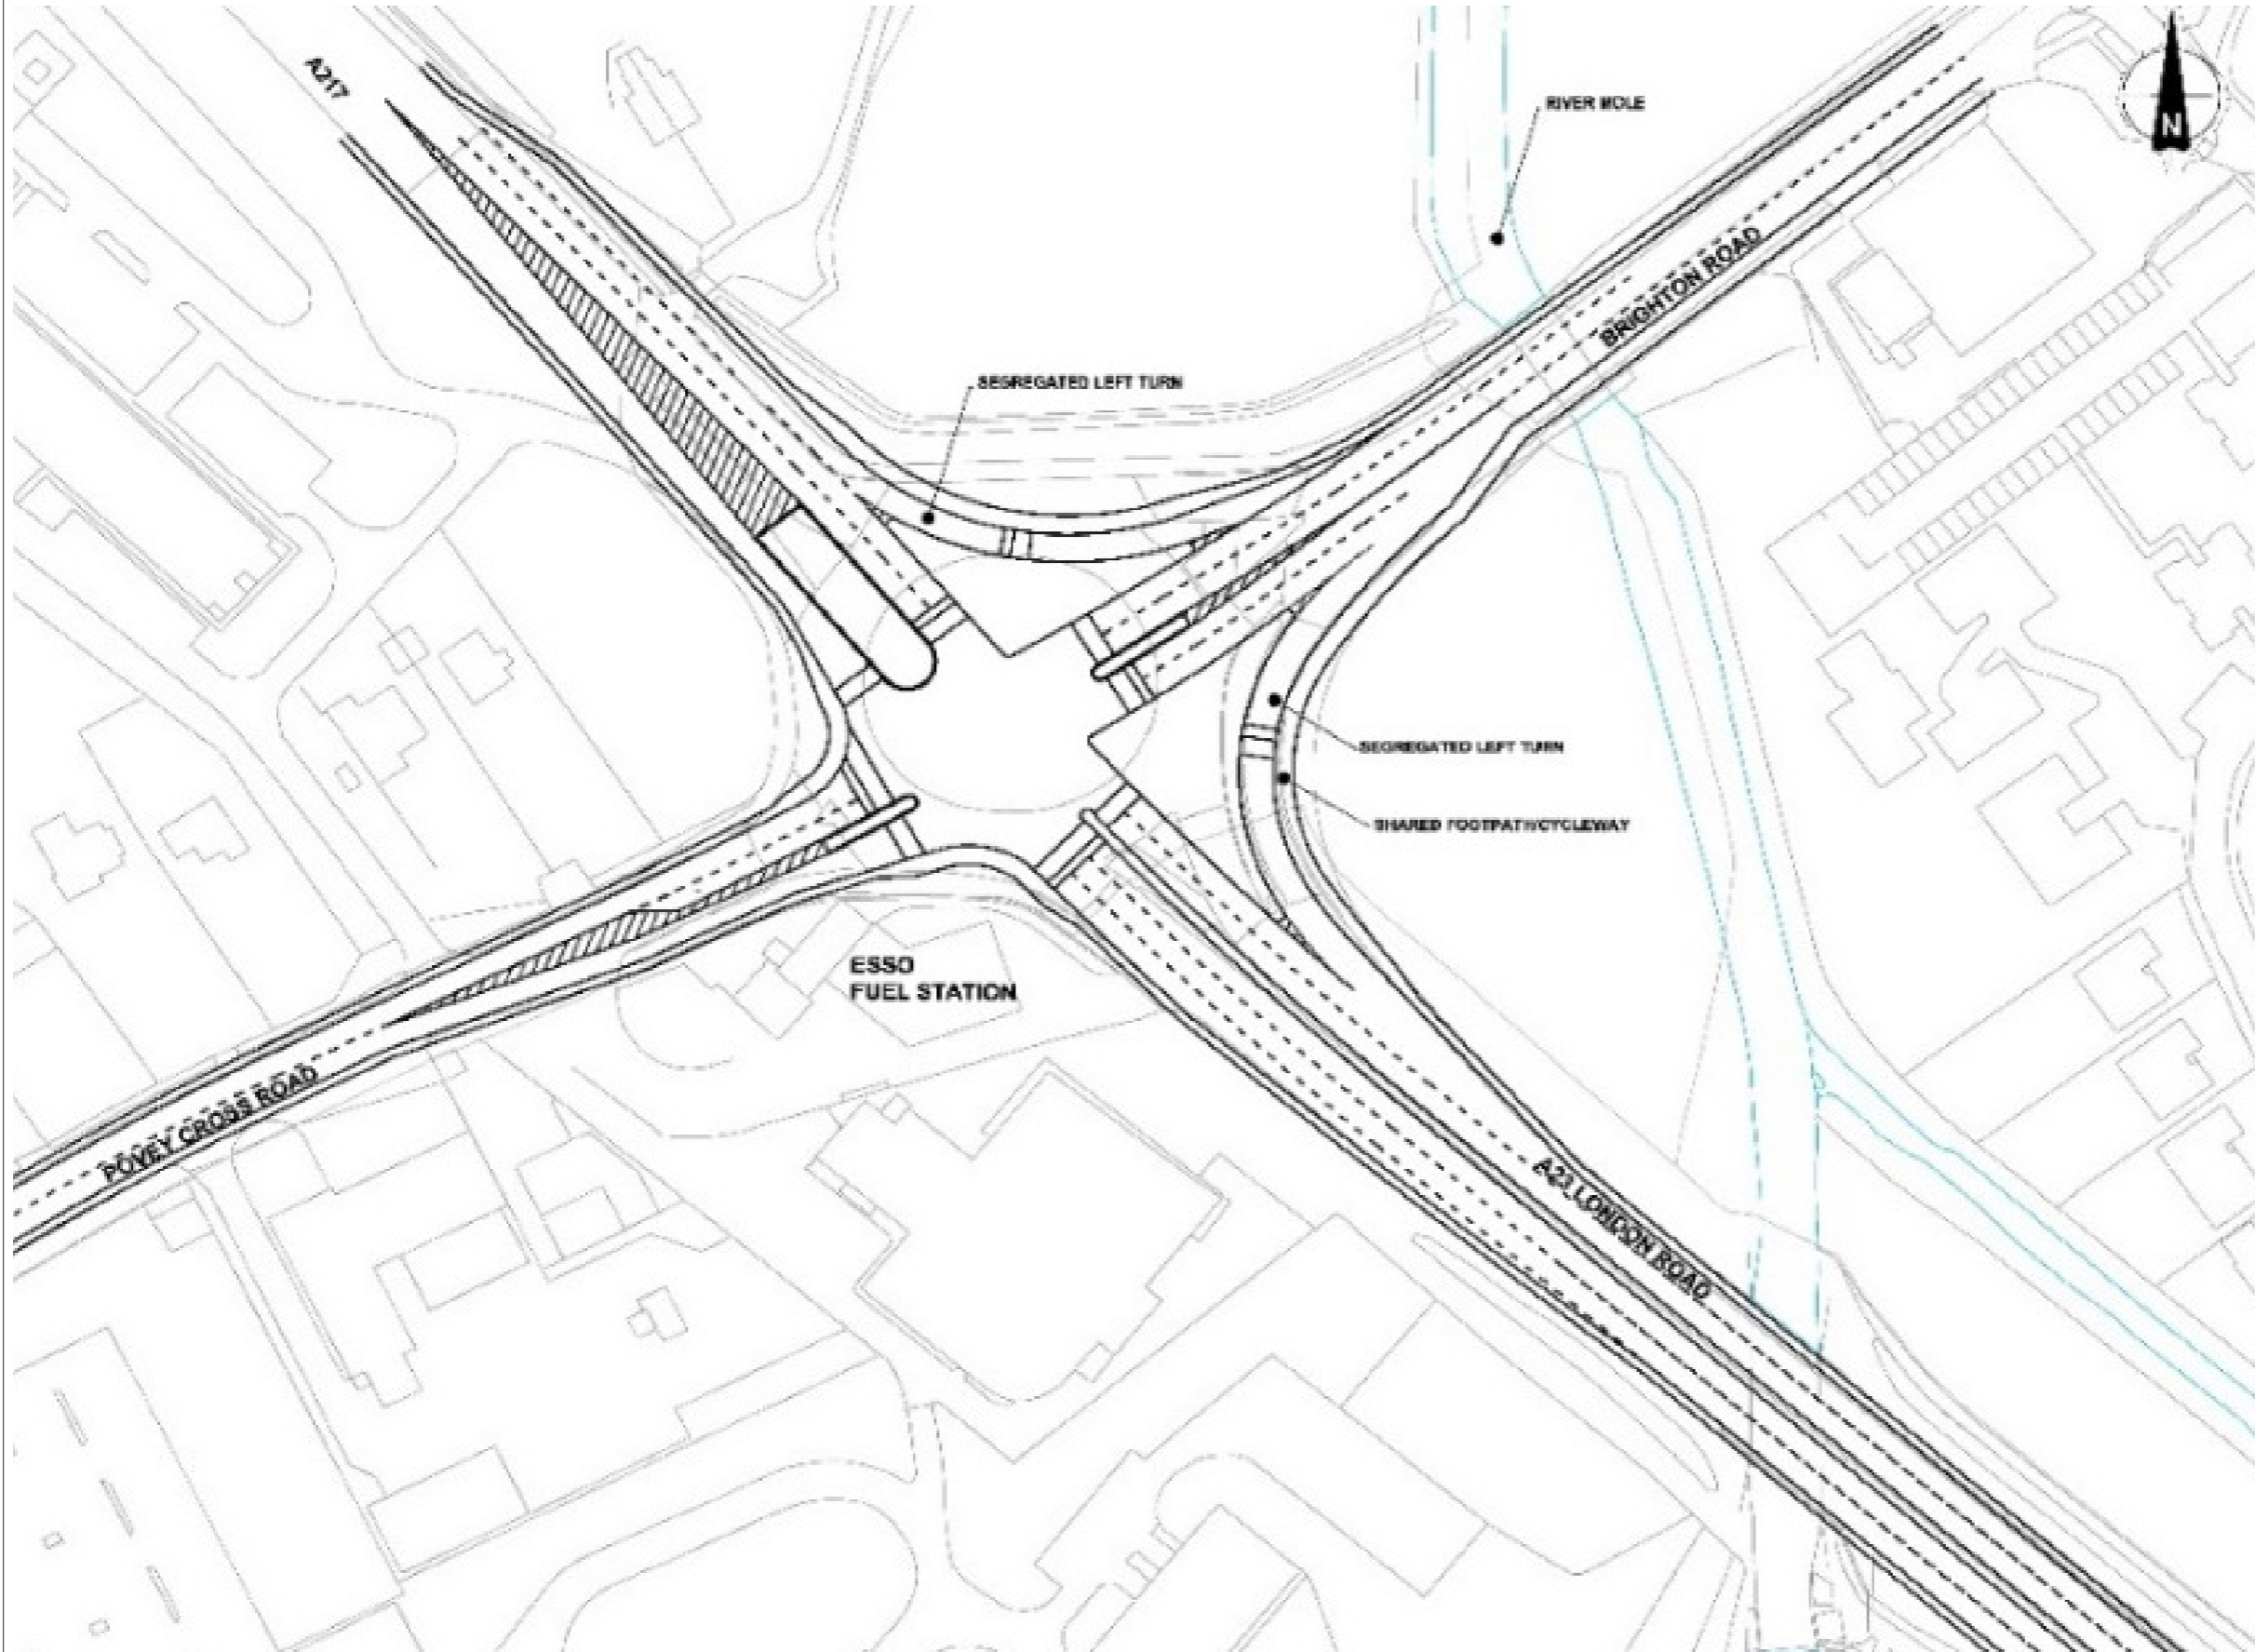 A217
RIVER MOLE
N
BRIGHTON ROAD
SEGREGATED LEFT TURN
SEGREGATED LEFT TURN
SHARED FOOTPATH/CYCLEWAY
ESSO
FUEL STATION
POVEY CROSS ROAD
A23 LONDON ROAD